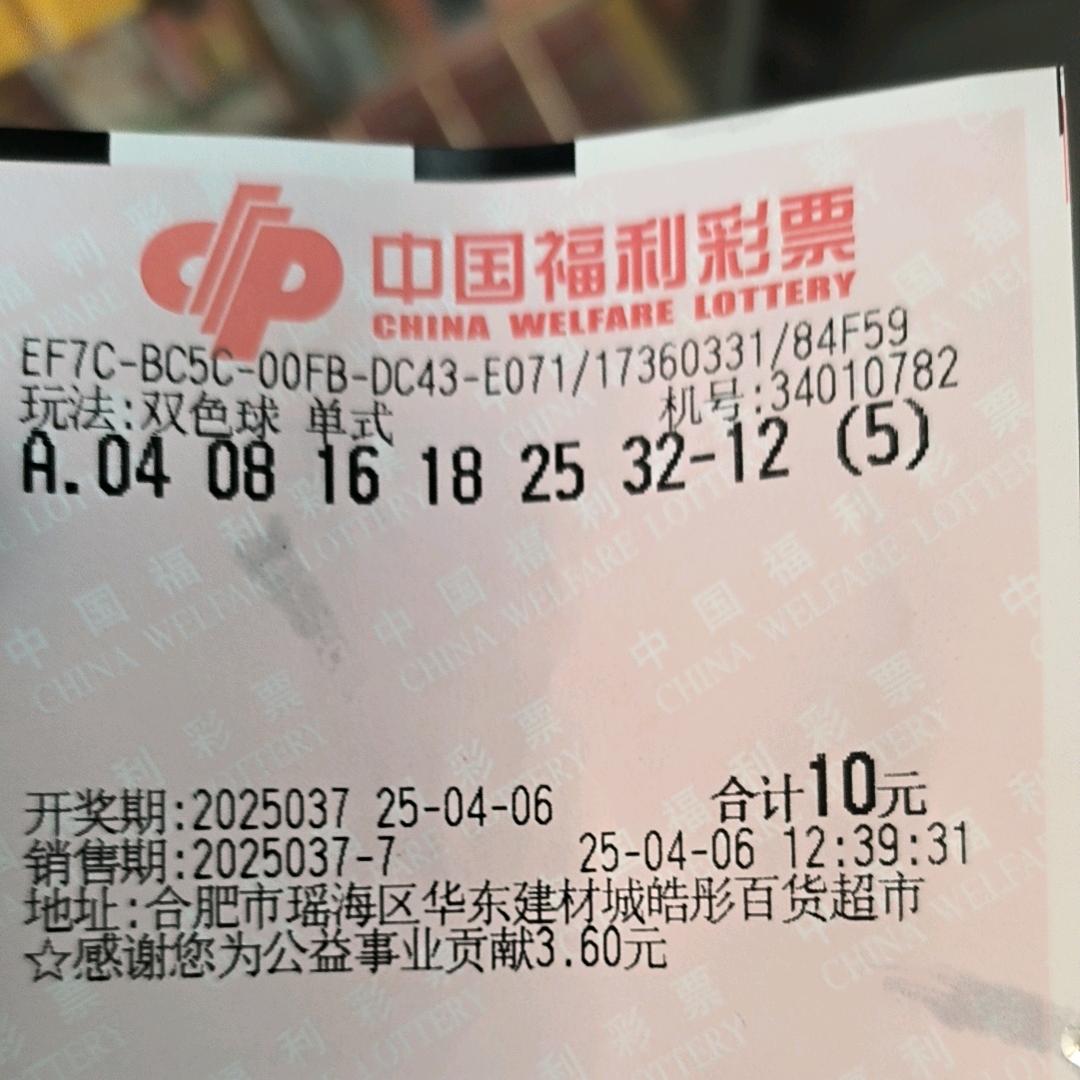 中国福利彩票
CHINA WELFARE LOTTERY
EF7C-BC5C-00FB-DC43-E071/17360331/84F59
玩法:双色球 单式 机号:34010782
A.04 08 16 18 25 32-12 (5)
开奖期:2025037 25-04-06 合计10元
销售期:2025037-7 25-04-06 12:39:31
地址:合肥市瑶海区华东建材城皓彤百货超市
☆感谢您为公益事业贡献3.60元